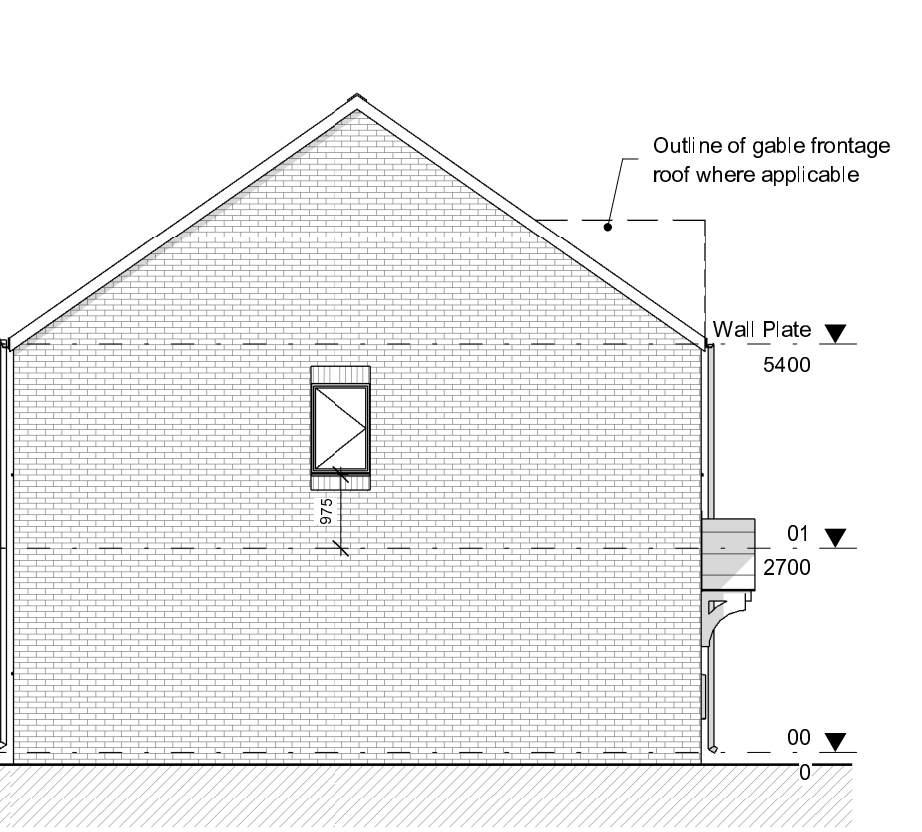 Outline of gable frontage
roof where applicable
Wall Plate
5400
975
01
2700
00
0